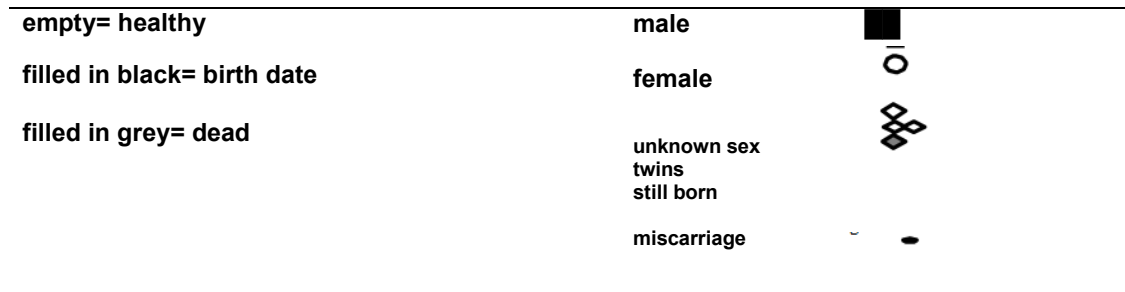 empty= healthy
filled in black= birth date
filled in grey= dead
male
female
unknown sex
twins
still born
miscarriage